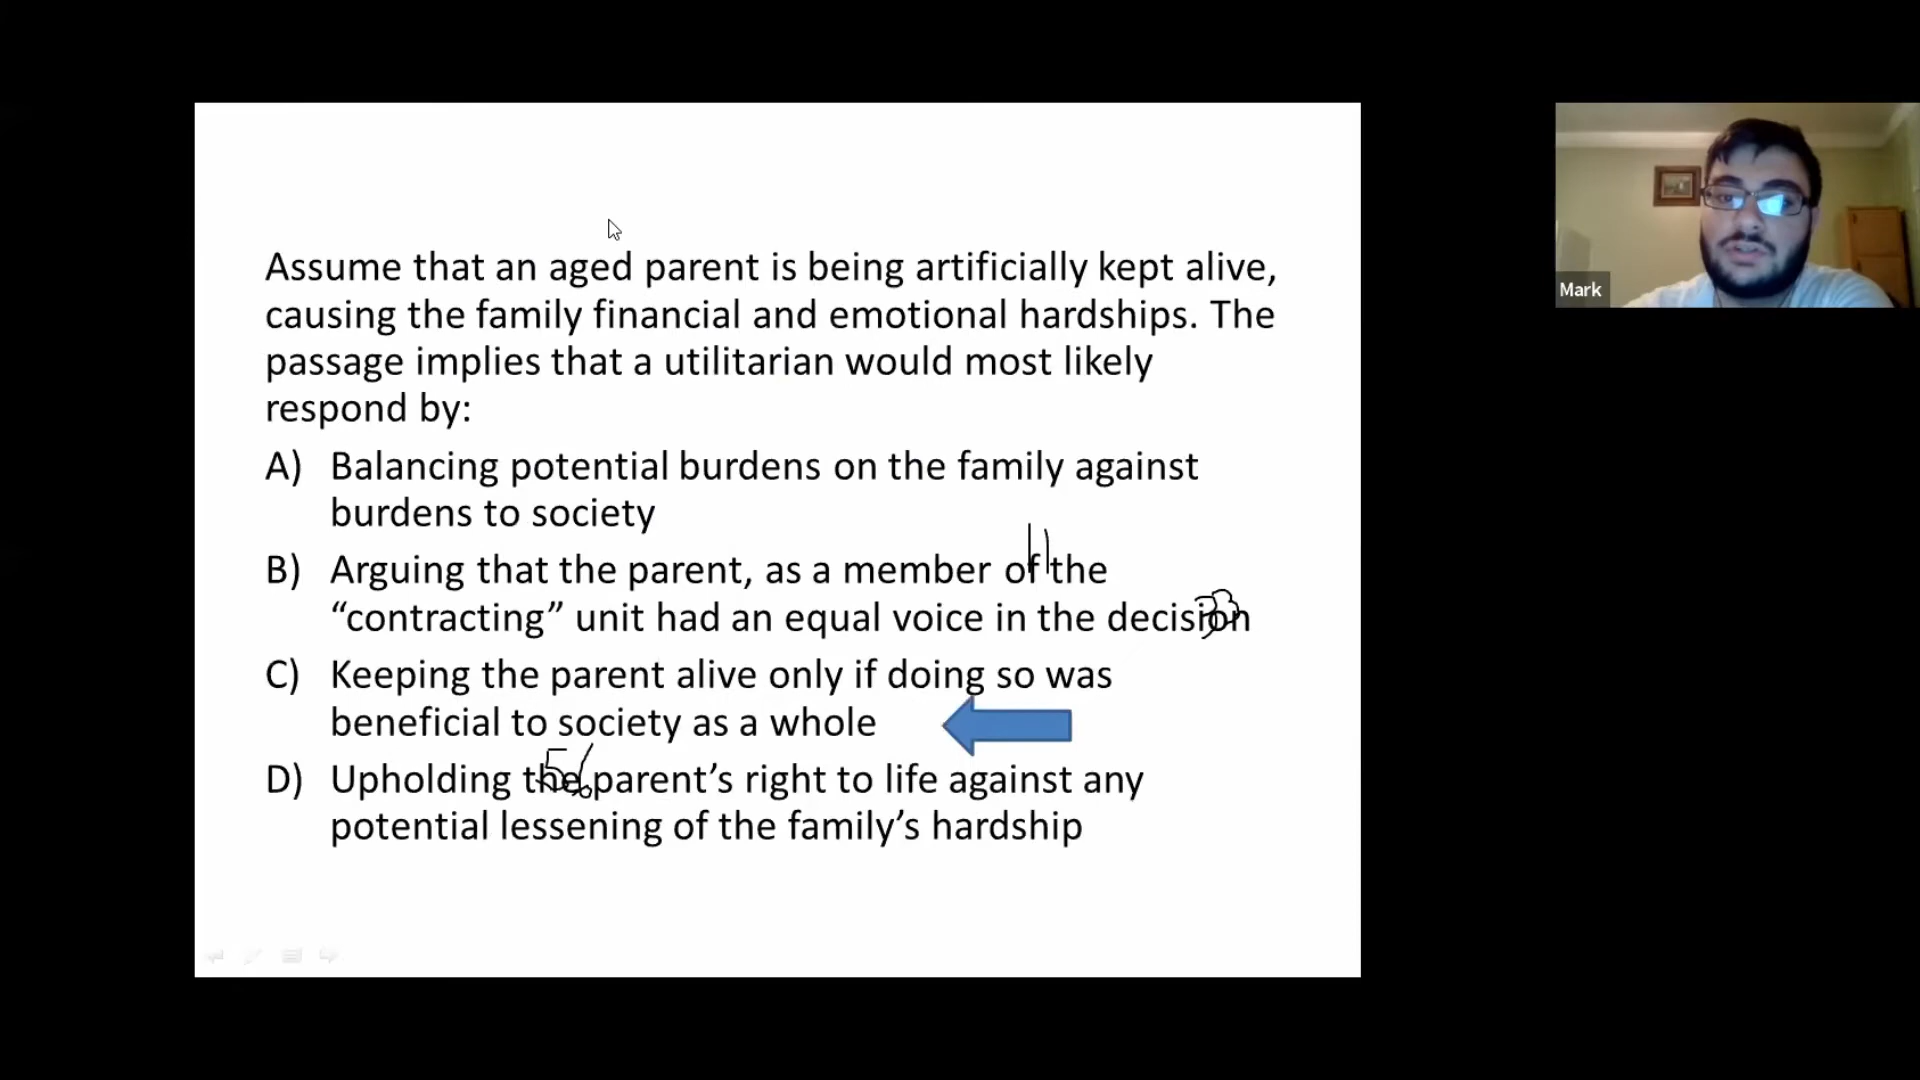 Assume that an aged parent is being artificially kept alive,
causing the family financial and emotional hardships. The
passage implies that a utilitarian would most likely
respond by:
A) Balancing potential burdens on the family against
burdens to society
B) Arguing that the parent, as a member of the
“contracting” unit had an equal voice in the decision
C) Keeping the parent alive only if doing so was
beneficial to society as a whole
D) Upholding the parent’s right to life against any
potential lessening of the family’s hardship
11
33
Mark